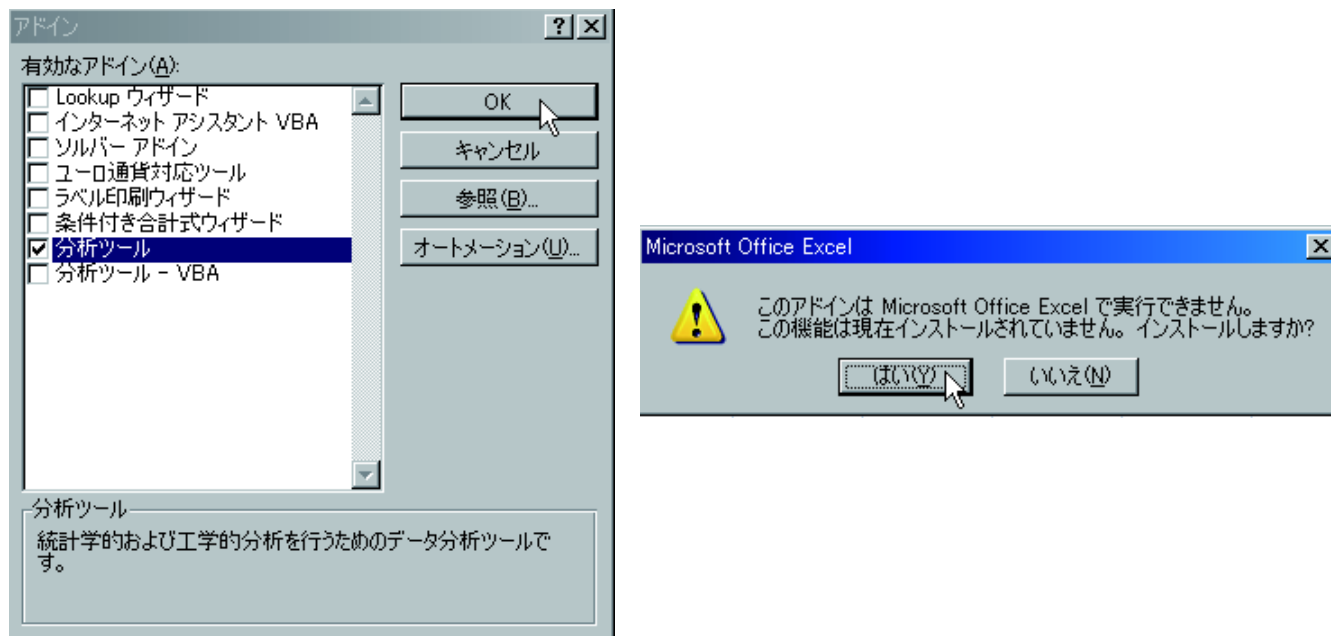 アドイン
有効なアドイン(A):
Lookup ウィザード
インターネット アシスタント VBA
ソルバー アドイン
ユーロ通貨対応ツール
ラベル印刷ウィザード
条件付き合計式ウィザード
分析ツール
分析ツール - VBA
OK
キャンセル
参照(B)...
オートメーション(U)...
分析ツール
統計学的および工学的分析を行うためのデータ分析ツールで
す。
Microsoft Office Excel
このアドインは Microsoft Office Excel で実行できません。
この機能は現在インストールされていません。インストールしますか?
はい(Y)
いいえ(N)